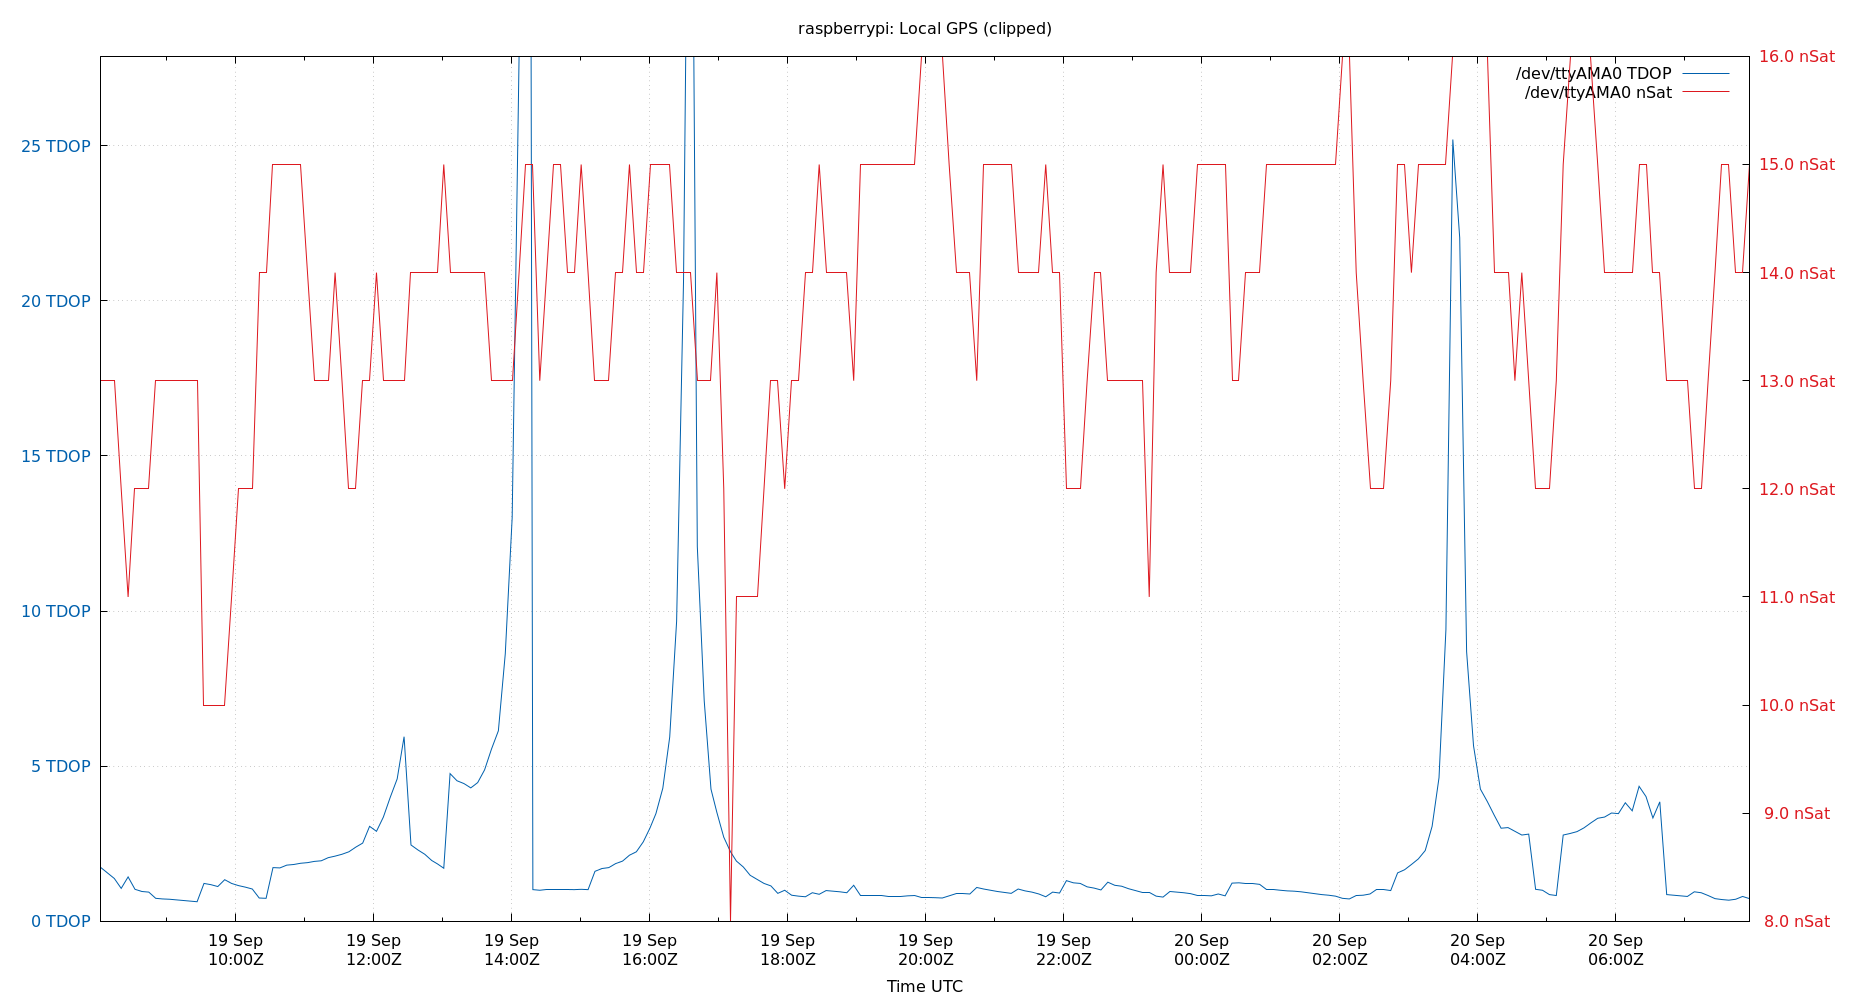 raspberrypi: Local GPS (clipped)
/dev/ttyAMA0 TDOP
/dev/ttyAMA0 nSat
25 TDOP
20 TDOP
15 TDOP
10 TDOP
5 TDOP
0 TDOP
16.0 nSat
15.0 nSat
14.0 nSat
13.0 nSat
12.0 nSat
11.0 nSat
10.0 nSat
9.0 nSat
8.0 nSat
19 Sep
10:00Z
19 Sep
12:00Z
19 Sep
14:00Z
19 Sep
16:00Z
19 Sep
18:00Z
19 Sep
20:00Z
19 Sep
22:00Z
20 Sep
00:00Z
20 Sep
02:00Z
20 Sep
04:00Z
20 Sep
06:00Z
Time UTC